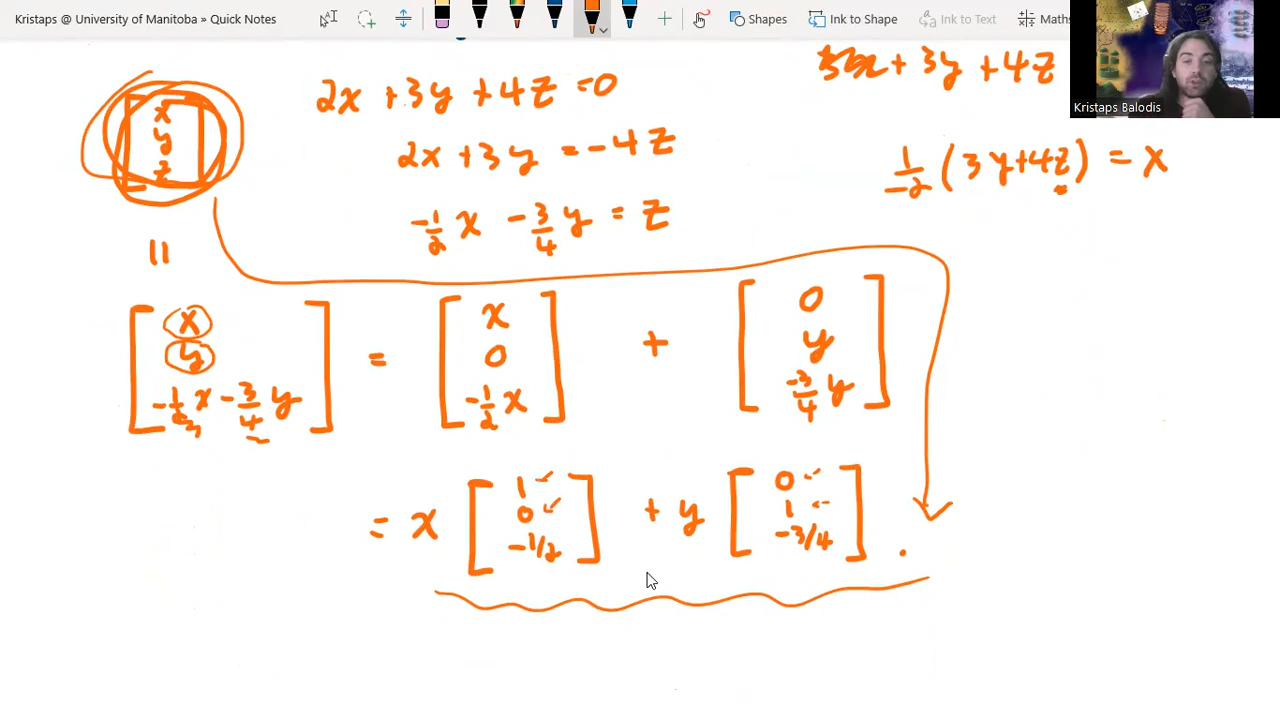 Kristaps @ University of Manitoba » Quick Notes
Shapes
Ink to Shape
Ink to Text
Maths
Kristaps Balodis
2x + 3y + 4z = 0
2x + 3y = -4z
-1/2 x - 3/4 y = z
+ 3y + 4z
1/-2 (3y+4z) = x
[x y z]
=
[x y -1/2 x - 3/4 y] = [x 0 -1/2 x] + [0 y -3/4 y]
= x [1 0 -1/2] + y [0 1 -3/4] .